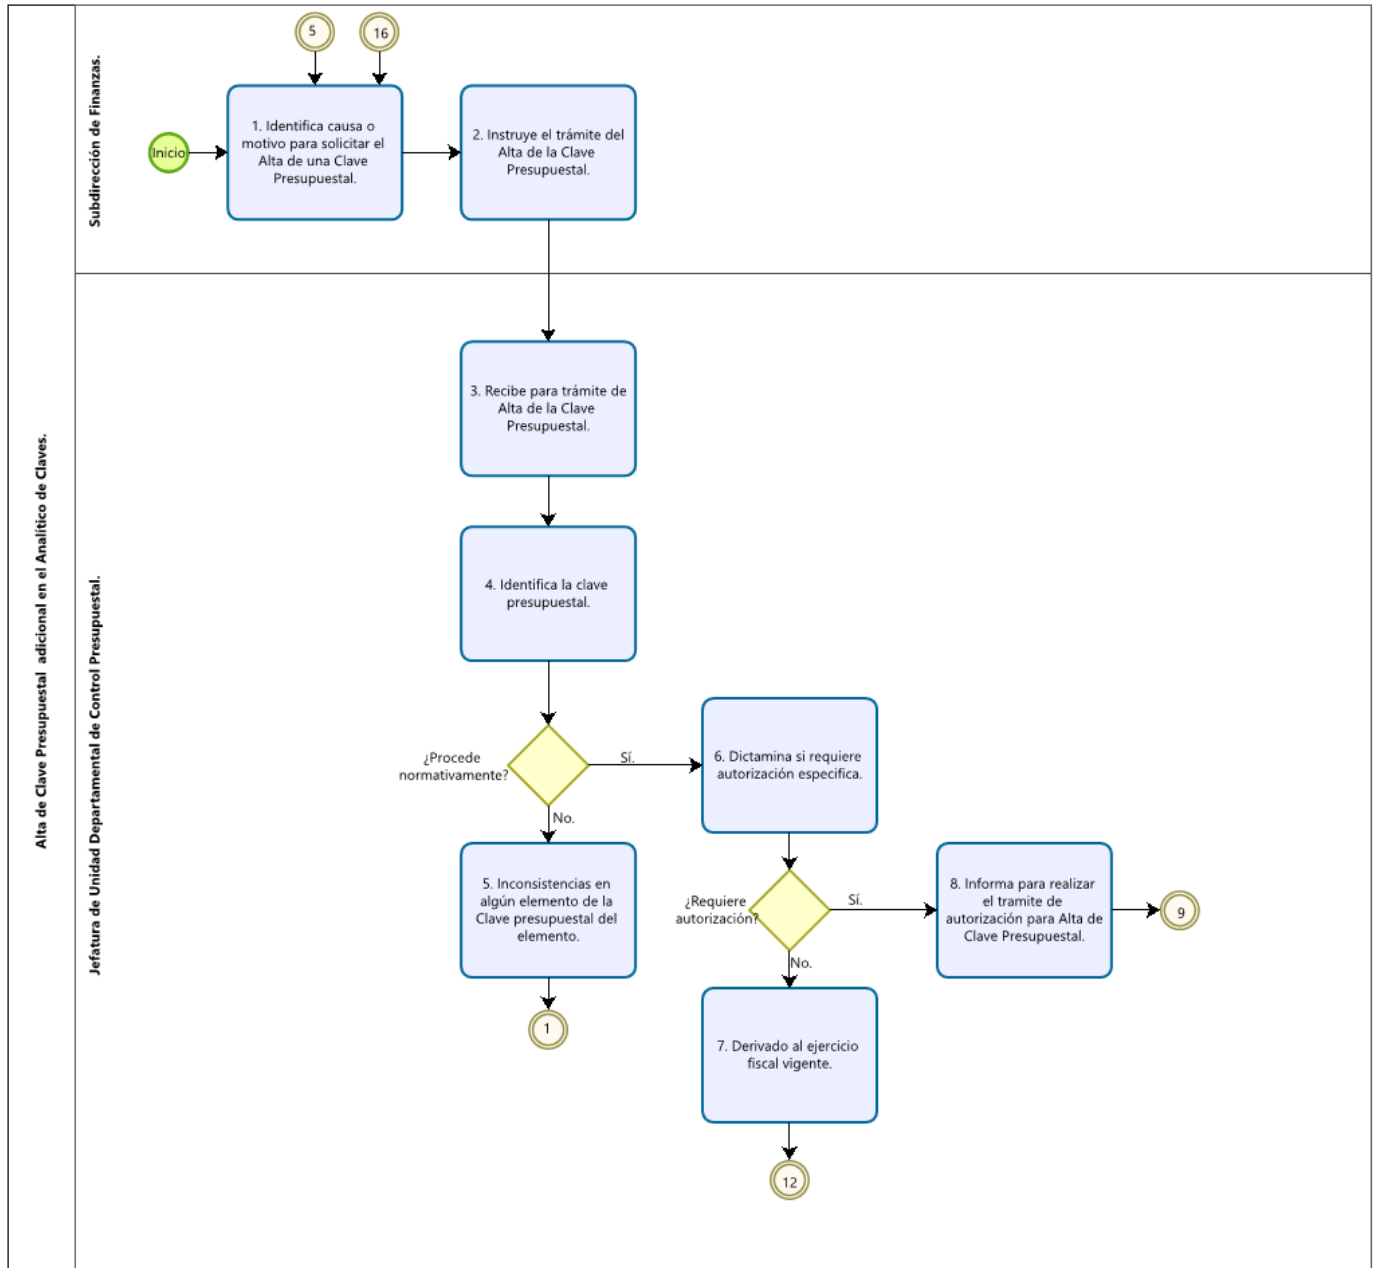 Alta de Clave Presupuestal  adicional en el Analítico de Claves.
Subdirección de Finanzas.
5
16
Inicio
1. Identifica causa o
motivo para solicitar el
Alta de una Clave
Presupuestal.
2. Instruye el trámite del
Alta de la Clave
Presupuestal.
Jefatura de Unidad Departamental de Control Presupuestal.
3. Recibe para trámite de
Alta de la Clave
Presupuestal.
4. Identifica la clave
presupuestal.
¿Procede
normativamente?
Sí.
No.
6. Dictamina si requiere
autorización especifica.
5. Inconsistencias en
algún elemento de la
Clave presupuestal del
elemento.
1
¿Requiere
autorización?
Sí.
No.
8. Informa para realizar
el tramite de
autorización para Alta de
Clave Presupuestal.
9
7. Derivado al ejercicio
fiscal vigente.
12